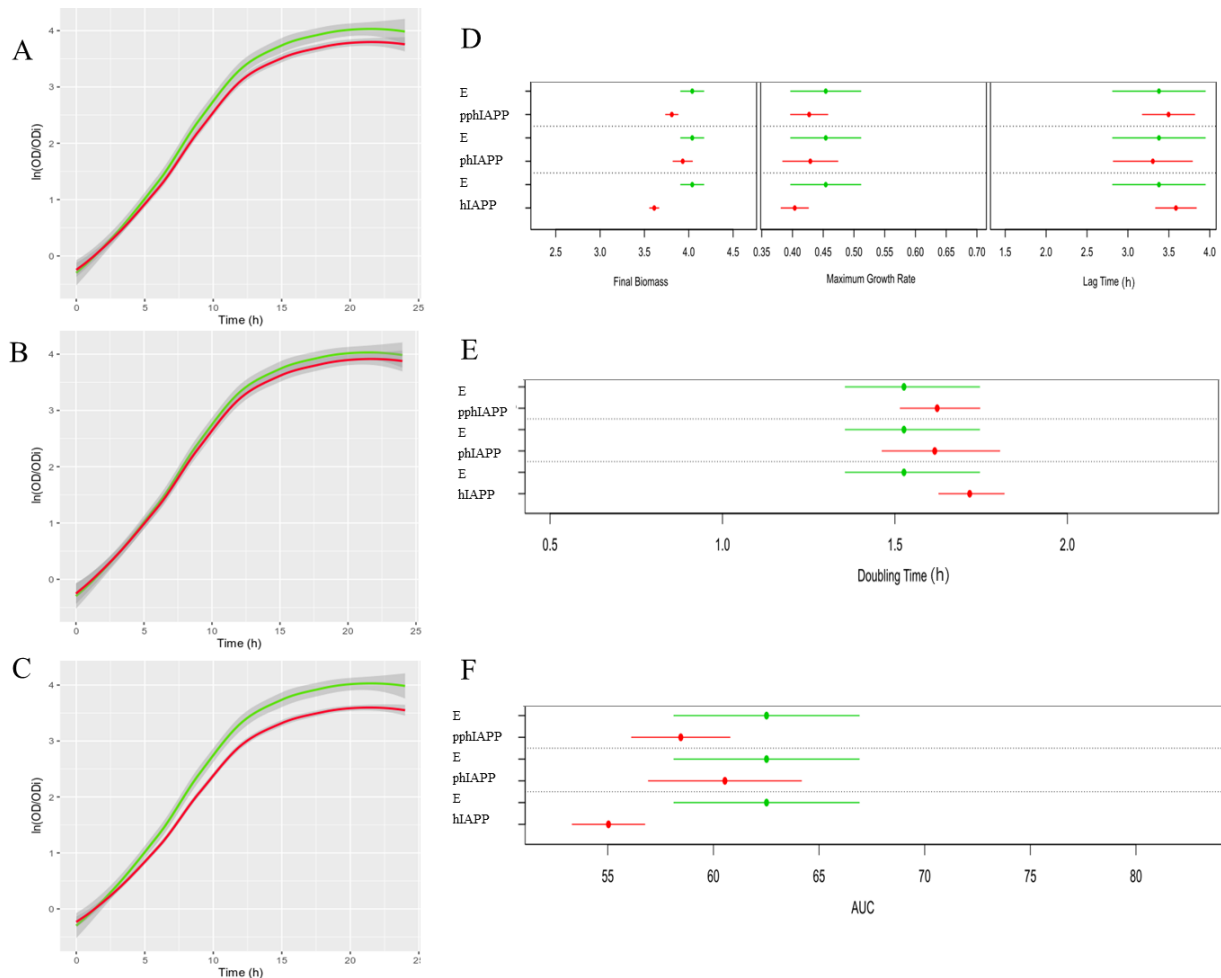 A
ln(OD/ODi)
4
3
2
1
0
0 5 10 15 20 25
Time (h)
B
ln(OD/ODi)
4
3
2
1
0
0 5 10 15 20 25
Time (h)
C
ln(OD/ODi)
4
3
2
1
0
0 5 10 15 20 25
Time (h)
D
E
pphIAPP
E
phIAPP
E
hIAPP
2.5 3.0 3.5 4.0 4.5
Final Biomass
0.35 0.40 0.45 0.50 0.55 0.60 0.65 0.70
Maximum Growth Rate
1.5 2.0 2.5 3.0 3.5 4.0
Lag Time (h)
E
E
pphIAPP
E
phIAPP
E
hIAPP
0.5 1.0 1.5 2.0
Doubling Time (h)
F
E
pphIAPP
E
phIAPP
E
hIAPP
55 60 65 70 75 80
AUC